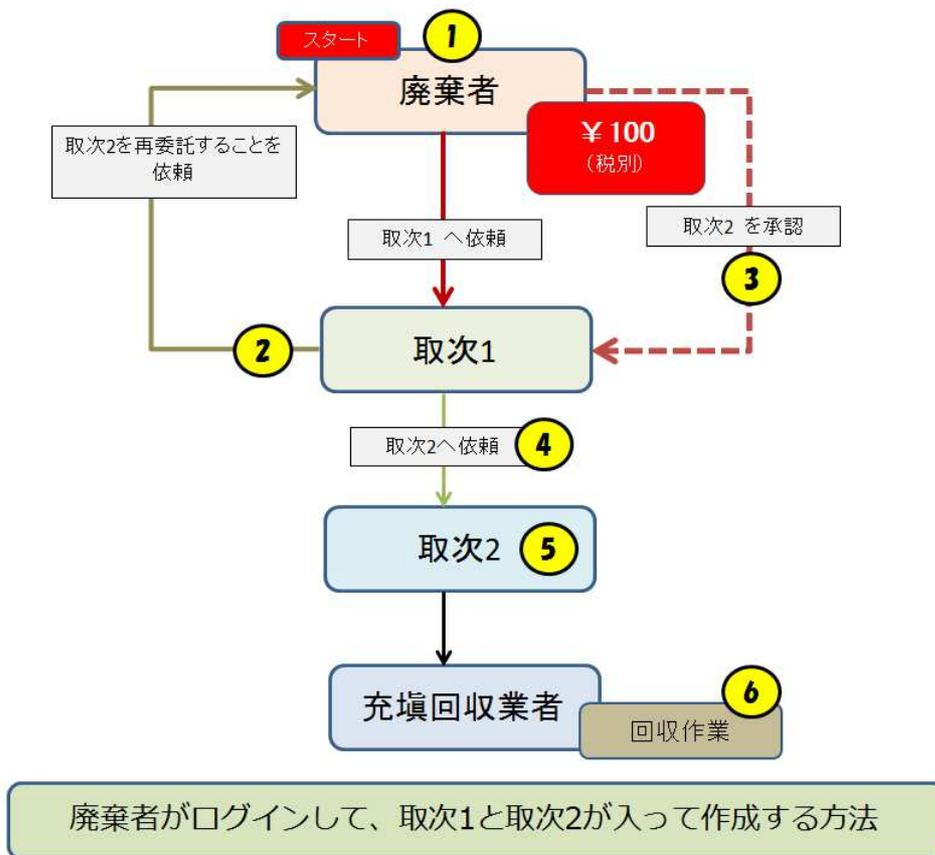 スタート
1
廃棄者
¥100
(税別)
取次2を再委託することを
依頼
取次1 へ依頼
取次2 を承認
3
2
取次1
取次2へ依頼
4
取次2
5
充塡回収業者
6
回収作業
廃棄者がログインして、取次1と取次2が入って作成する方法